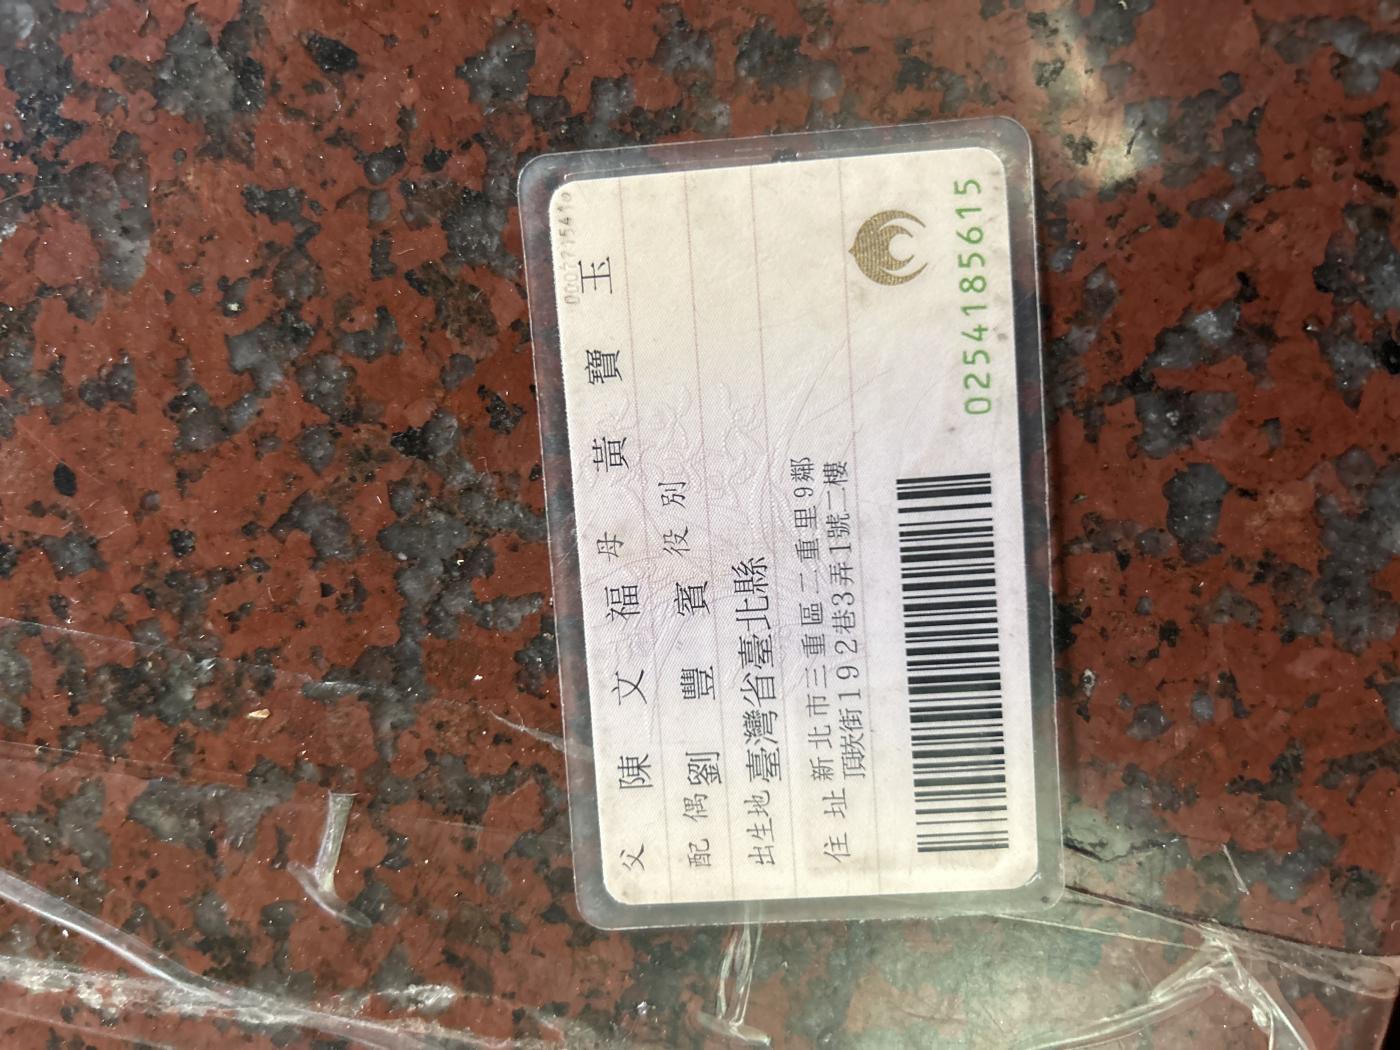 父 陳文福 母 黃寶玉
配偶 劉豐賓 役別
出生地 臺灣省臺北縣
住址 新北市三重區二重里9鄰
頂崁街192巷3弄1號二樓
0254185615